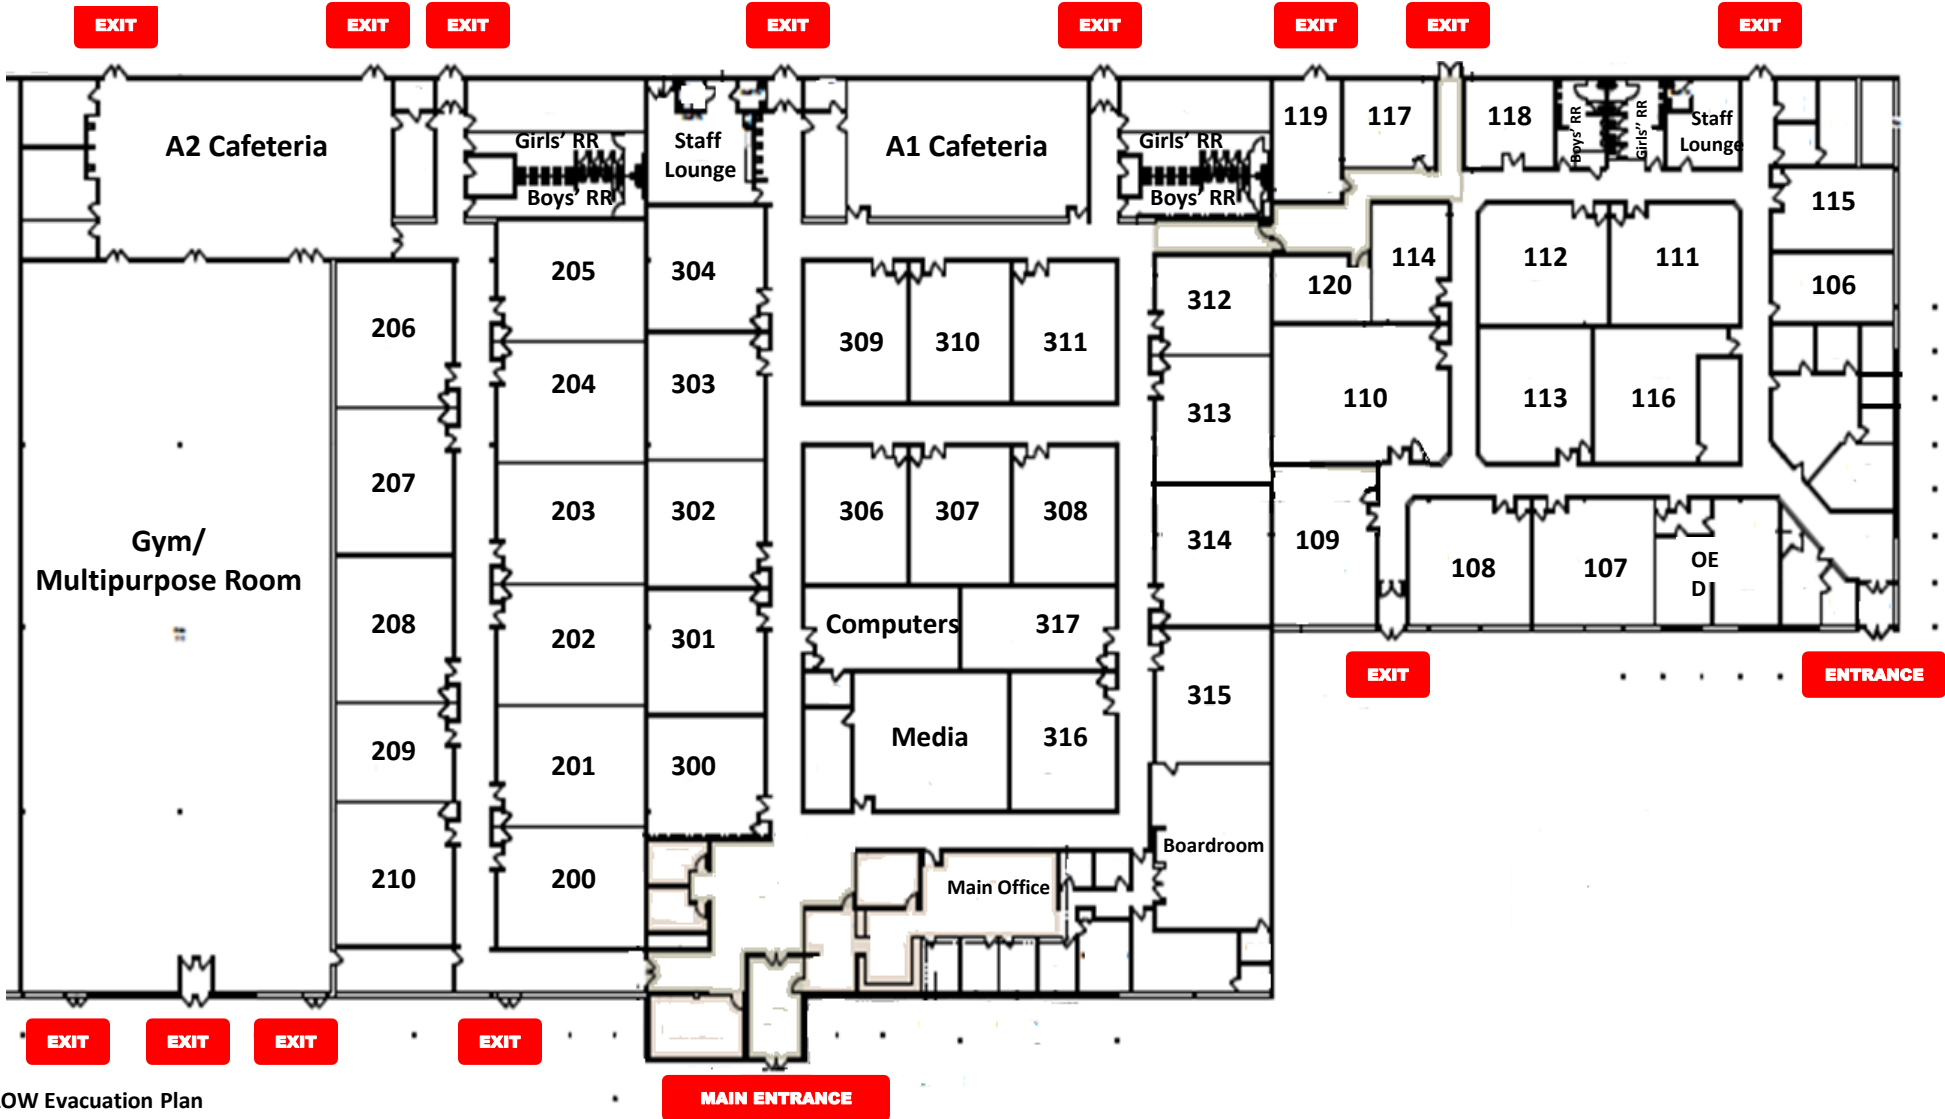 EXIT
EXIT
EXIT
EXIT
EXIT
EXIT
EXIT
EXIT
A2 Cafeteria
Girls' RR
Boys' RR
Staff
Lounge
A1 Cafeteria
Girls' RR
Boys' RR
119
117
118
Boys' RR
Girls' RR
Staff
Lounge
115
106
205
304
206
204
303
207
203
302
208
202
301
209
201
300
210
200
Gym/
Multipurpose Room
309
310
311
306
307
308
Computers
317
Media
316
312
313
314
315
Boardroom
Main Office
120
114
110
109
112
111
113
116
108
107
OE
D
EXIT
ENTRANCE
EXIT
EXIT
EXIT
EXIT
MAIN ENTRANCE
OW Evacuation Plan